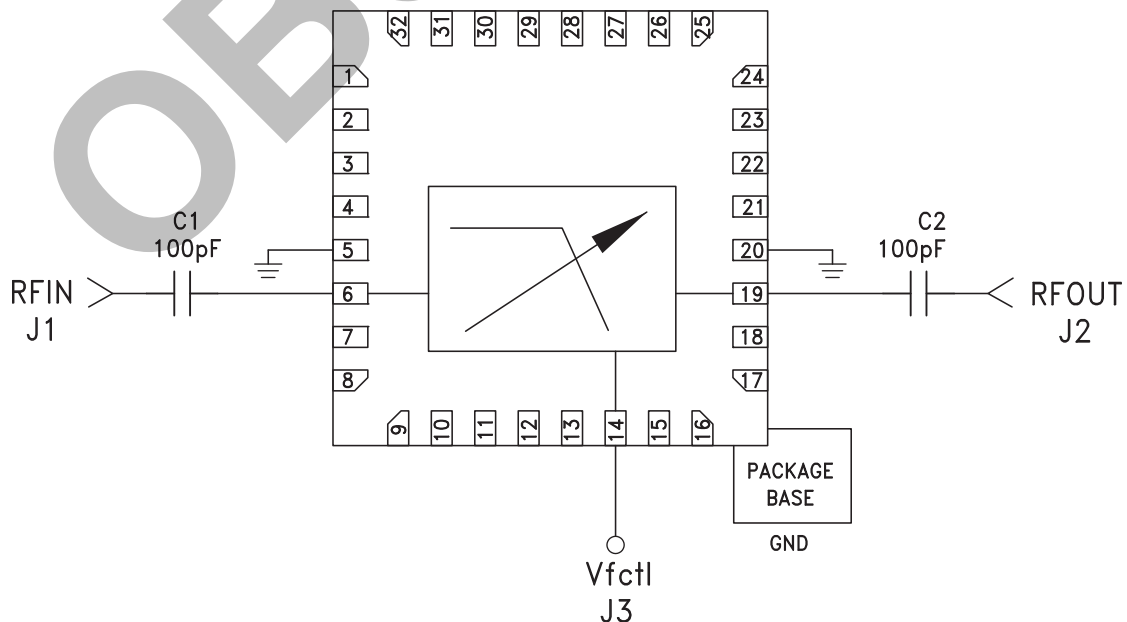 OB
32 31 30 29 28 27 26 25
1 24
2 23
3 22
4 21
C1
100pF
5 20
C2
100pF
RFIN
J1
6 19
RFOUT
J2
7 18
8 17
9 10 11 12 13 14 15 16
PACKAGE
BASE
GND
Vfctl
J3